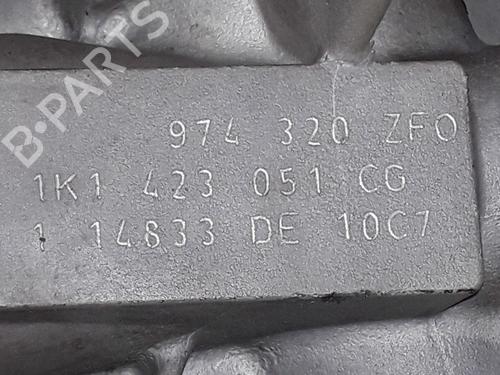 B-PARTS
974 320 ZFO
1K1 423 051 CG
1 14833 DE 10C7